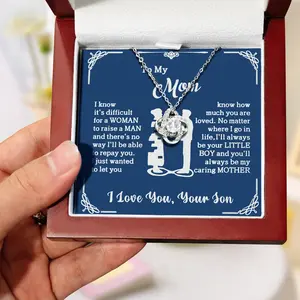 To My
Mom
I know
it's difficult
for a WOMAN
to raise a MAN
and there's no
way I'll be able
to repay you.
I just wanted
to let you
know how
much you are
loved. No matter
where I go in
life, I'll always
be your LITTLE
BOY and you'll
always be my
caring MOTHER
I Love You, Your Son